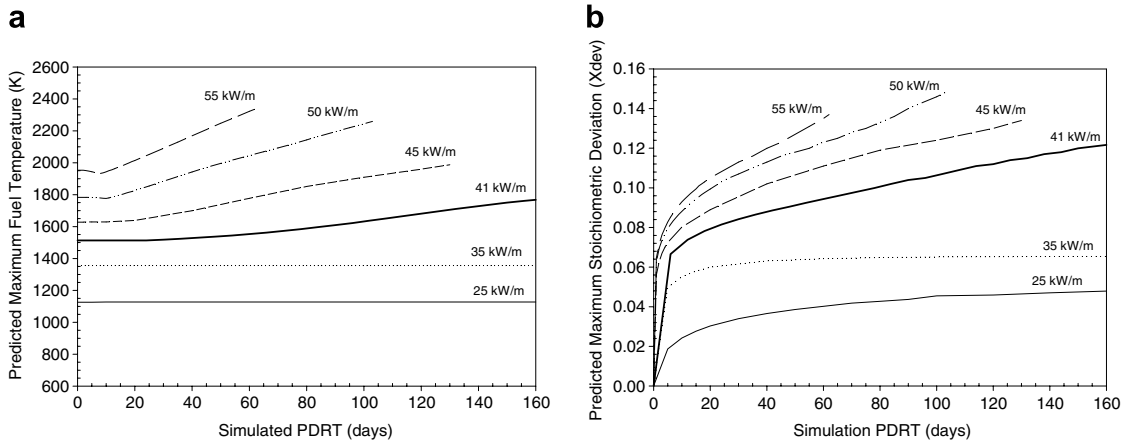 a
Predicted Maximum Fuel Temperature (K)
2600
2400
2200
2000
1800
1600
1400
1200
1000
800
600
55 kW/m
50 kW/m
45 kW/m
41 kW/m
35 kW/m
25 kW/m
0 20 40 60 80 100 120 140 160
Simulated PDRT (days)
b
Predicted Maximum Stoichiometric Deviation (Xdev)
0.16
0.14
0.12
0.10
0.08
0.06
0.04
0.02
0.00
55 kW/m
50 kW/m
45 kW/m
41 kW/m
35 kW/m
25 kW/m
0 20 40 60 80 100 120 140 160
Simulation PDRT (days)